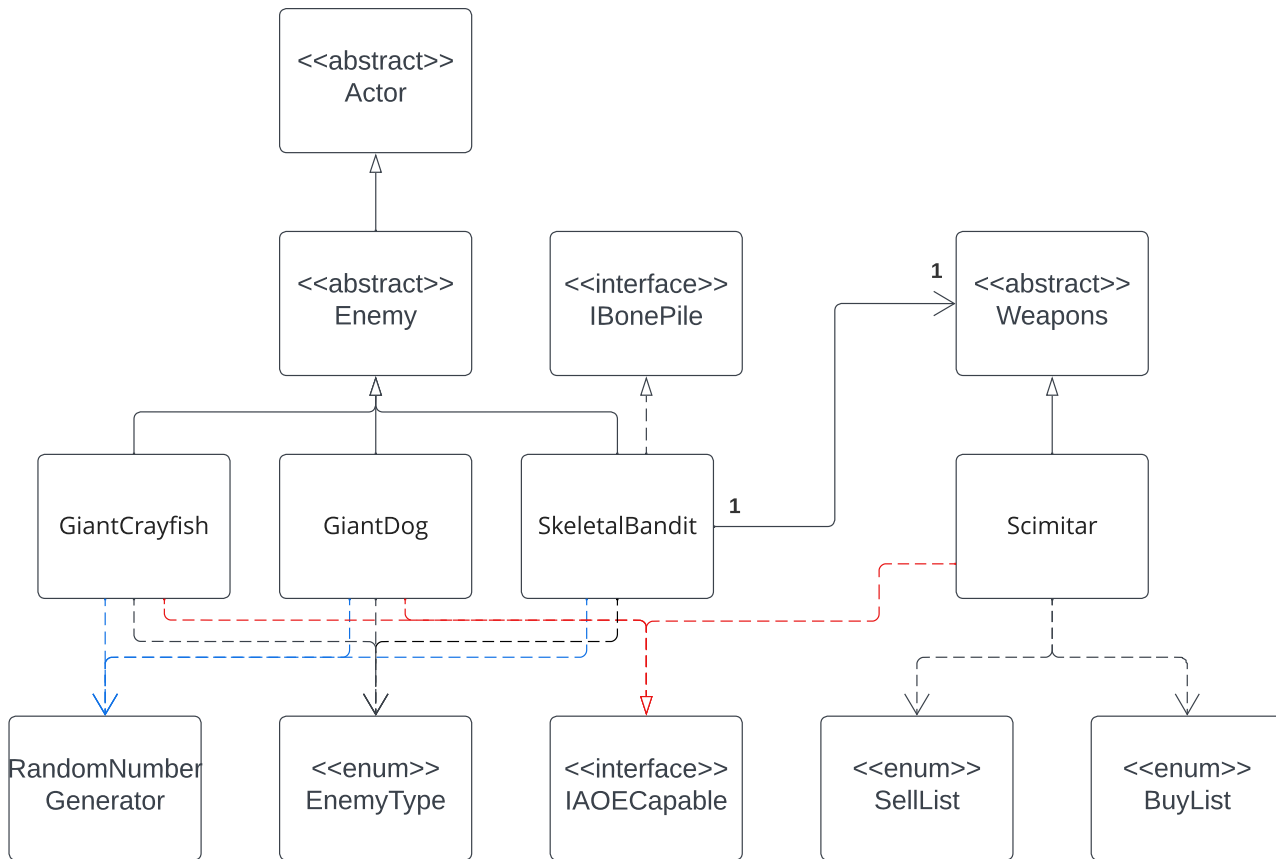 <<abstract>>
Actor
<<abstract>>
Enemy
<<interface>>
IBonePile
1
<<abstract>>
Weapons
GiantCrayfish
GiantDog
SkeletalBandit
1
Scimitar
RandomNumber
Generator
<<enum>>
EnemyType
<<interface>>
IAOECapable
<<enum>>
SellList
<<enum>>
BuyList